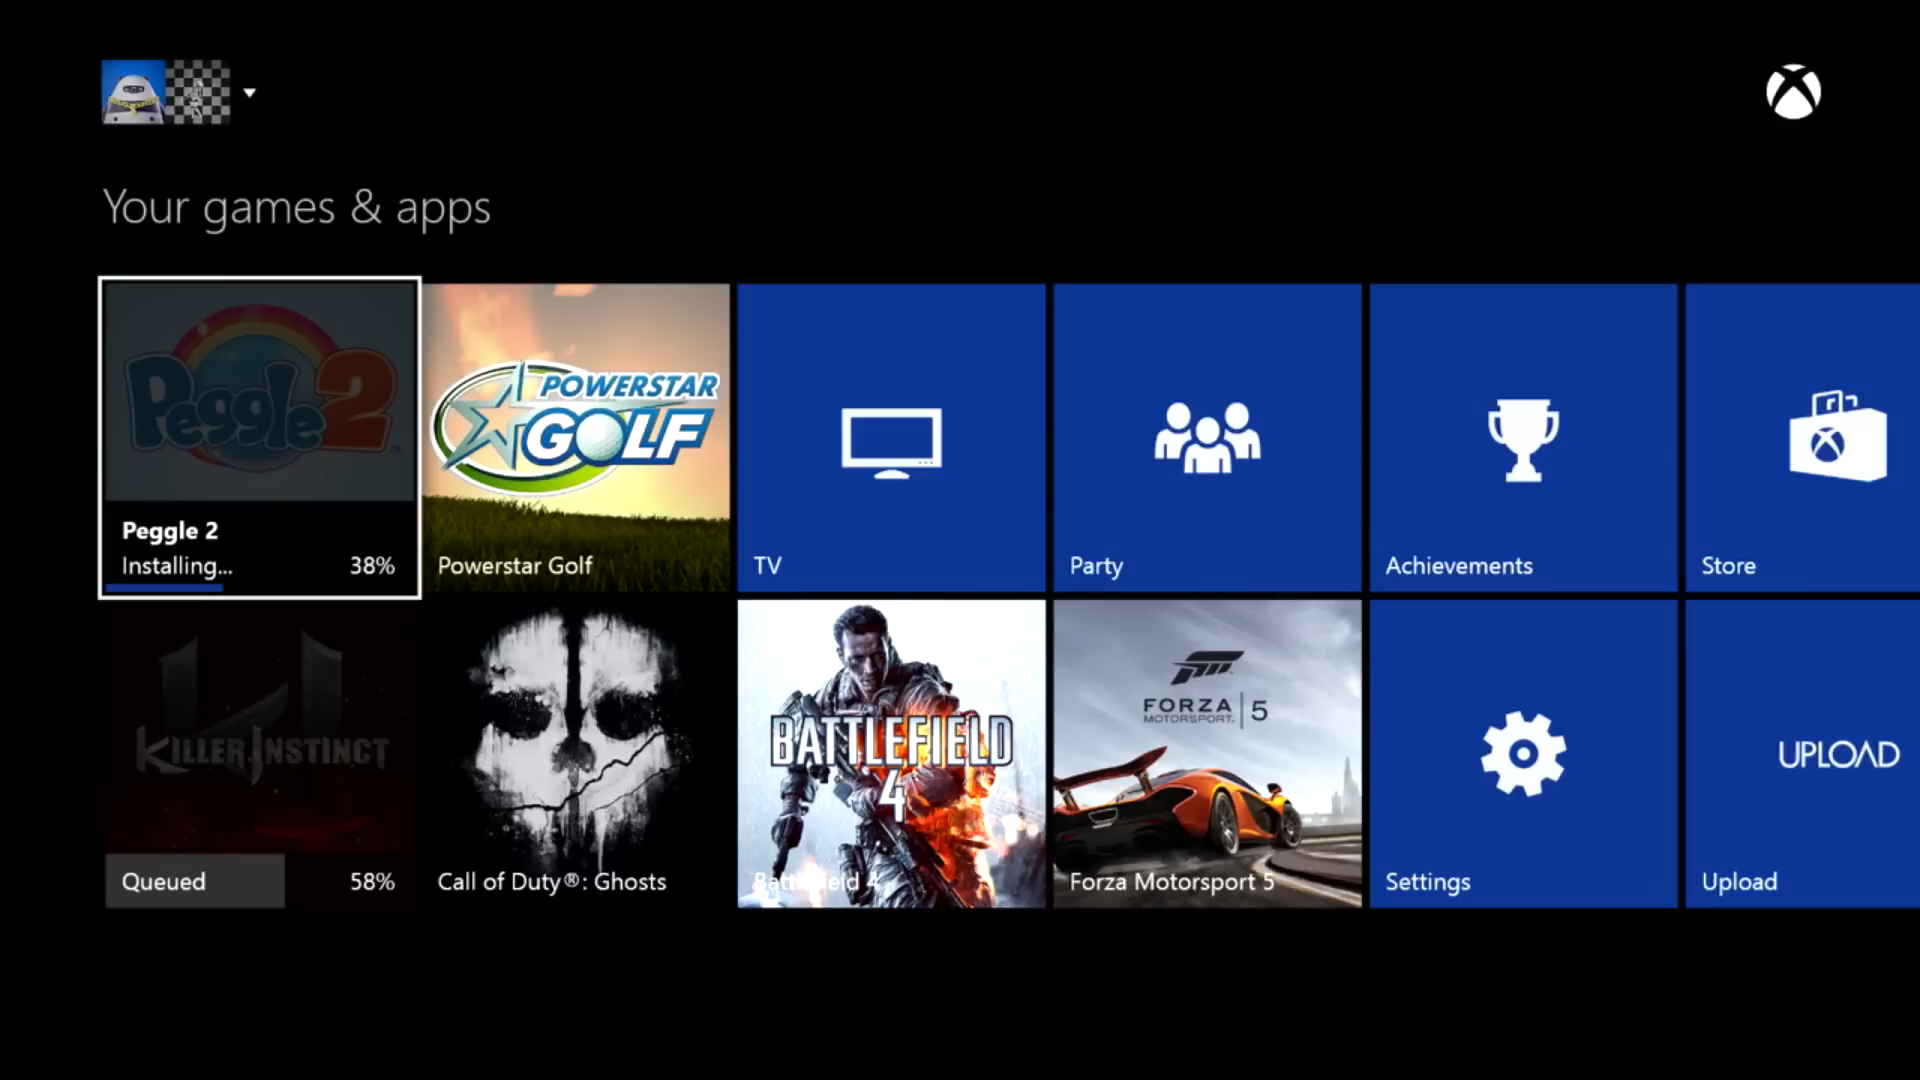 Your games & apps
Peggle 2™
Peggle 2
Installing... 38%
POWERSTAR
GOLF
Powerstar Golf
TV
Party
Achievements
Store
KILLER INSTINCT
Queued 58%
Call of Duty®: Ghosts
BATTLEFIELD
4
Battlefield 4
FORZA
MOTORSPORT. 5
Forza Motorsport 5
Settings
UPLOAD
Upload